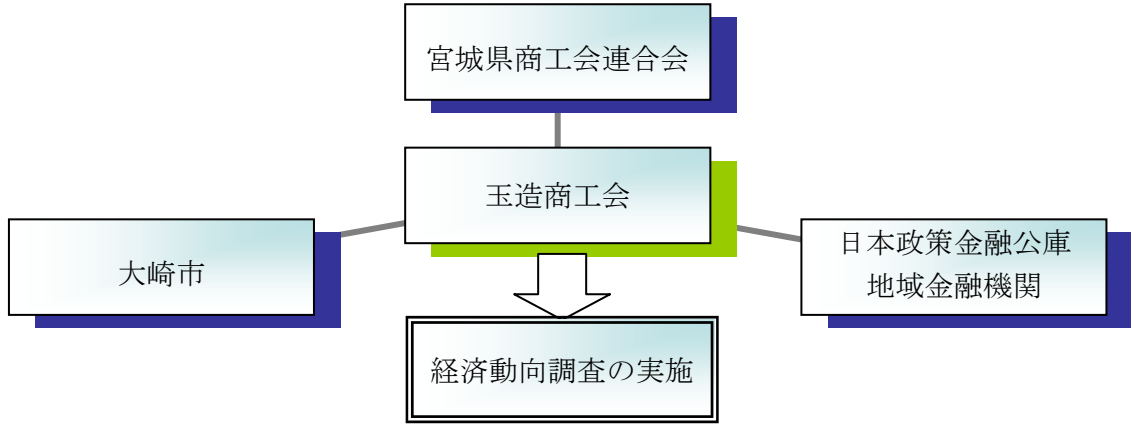 宮城県商工会連合会
玉造商工会
大崎市
日本政策金融公庫
地域金融機関
経済動向調査の実施